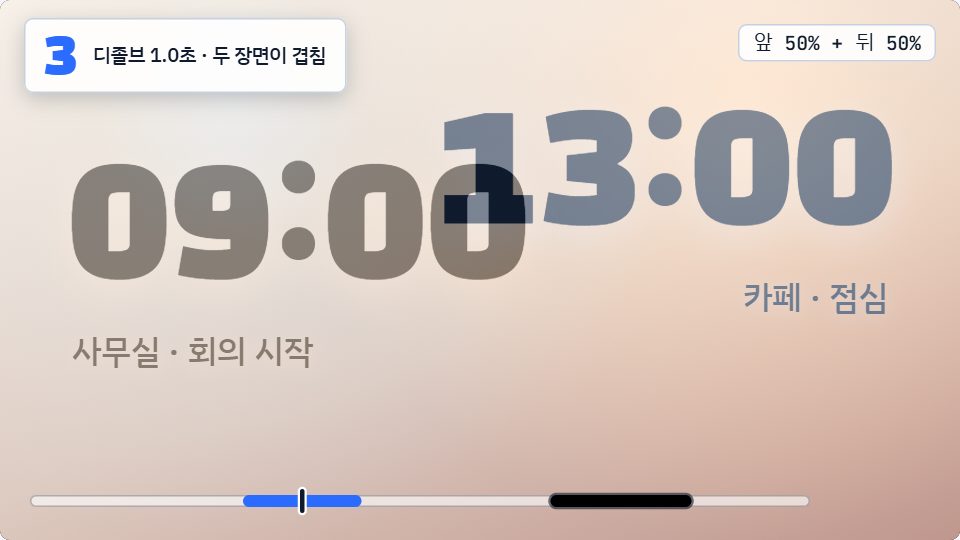 3 디졸브 1.0초 · 두 장면이 겹침
앞 50% + 뒤 50%
13:00
09:00
카페 · 점심
사무실 · 회의 시작